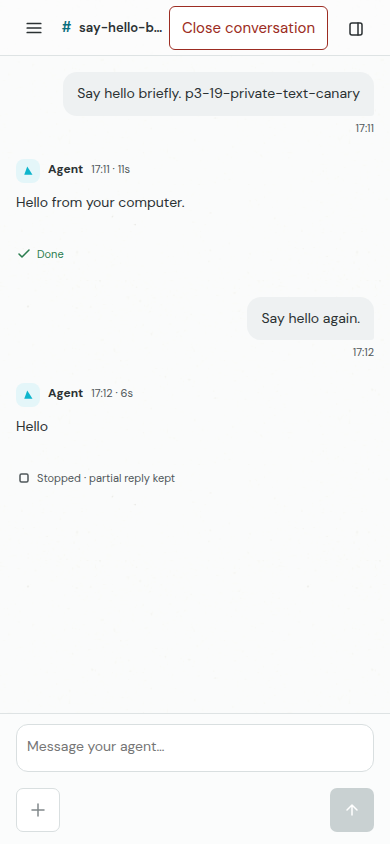 # say-hello-b...
Close conversation
Say hello briefly. p3-19-private-text-canary
17:11
Agent 17:11 · 11s
Hello from your computer.
Done
Say hello again.
17:12
Agent 17:12 · 6s
Hello
Stopped · partial reply kept
Message your agent...